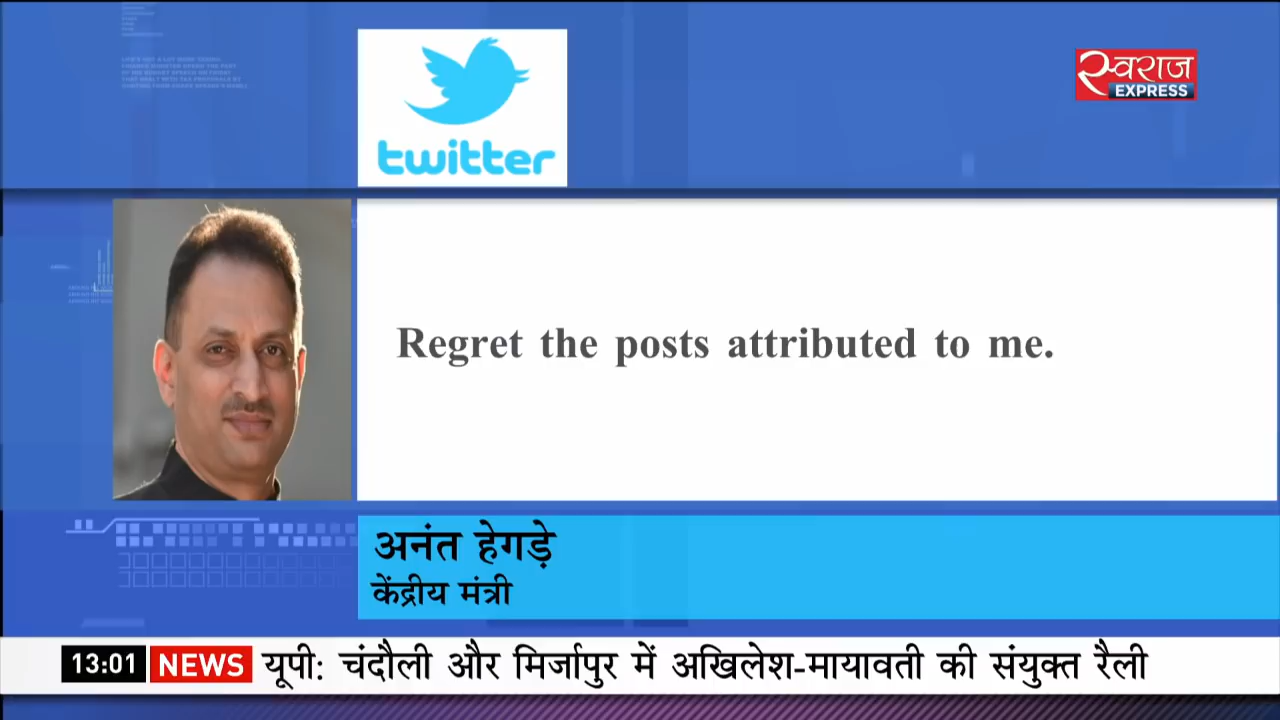 twitter
स्वराज
EXPRESS
Regret the posts attributed to me.
अनंत हेगड़े
केंद्रीय मंत्री
13:01 NEWS यूपी: चंदौली और मिर्जापुर में अखिलेश-मायावती की संयुक्त रैली